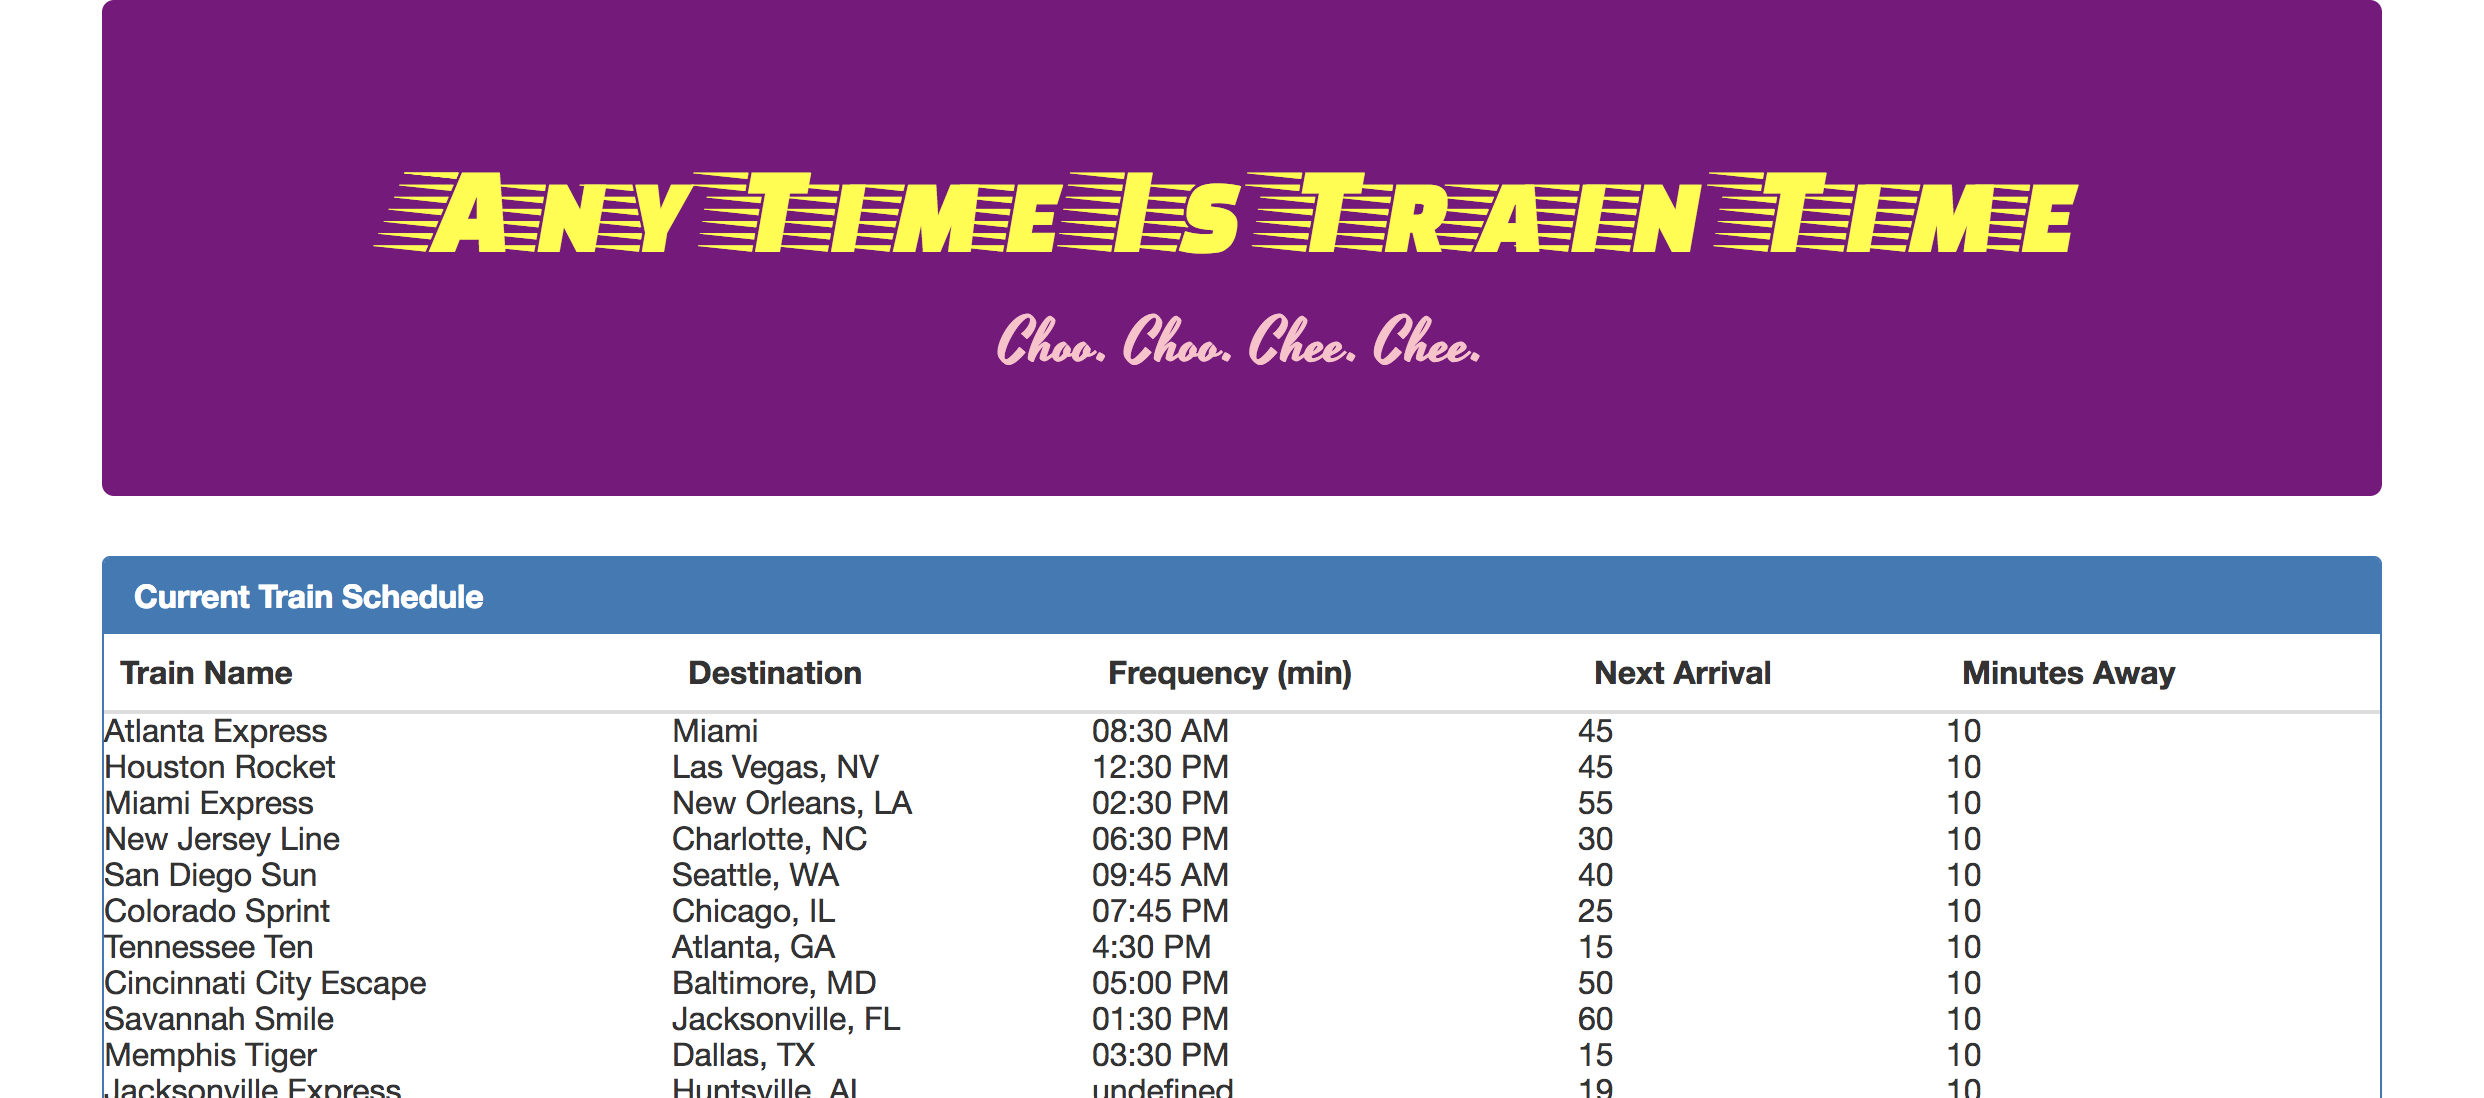 Any Time Is Train Time
Choo. Choo. Chee. Chee.
Current Train Schedule
Train Name Destination Frequency (min) Next Arrival Minutes Away
Atlanta Express Miami 08:30 AM 45 10
Houston Rocket Las Vegas, NV 12:30 PM 45 10
Miami Express New Orleans, LA 02:30 PM 55 10
New Jersey Line Charlotte, NC 06:30 PM 30 10
San Diego Sun Seattle, WA 09:45 AM 40 10
Colorado Sprint Chicago, IL 07:45 PM 25 10
Tennessee Ten Atlanta, GA 4:30 PM 15 10
Cincinnati City Escape Baltimore, MD 05:00 PM 50 10
Savannah Smile Jacksonville, FL 01:30 PM 60 10
Memphis Tiger Dallas, TX 03:30 PM 15 10
Jacksonville Express Huntsville, AL undefined 19 10